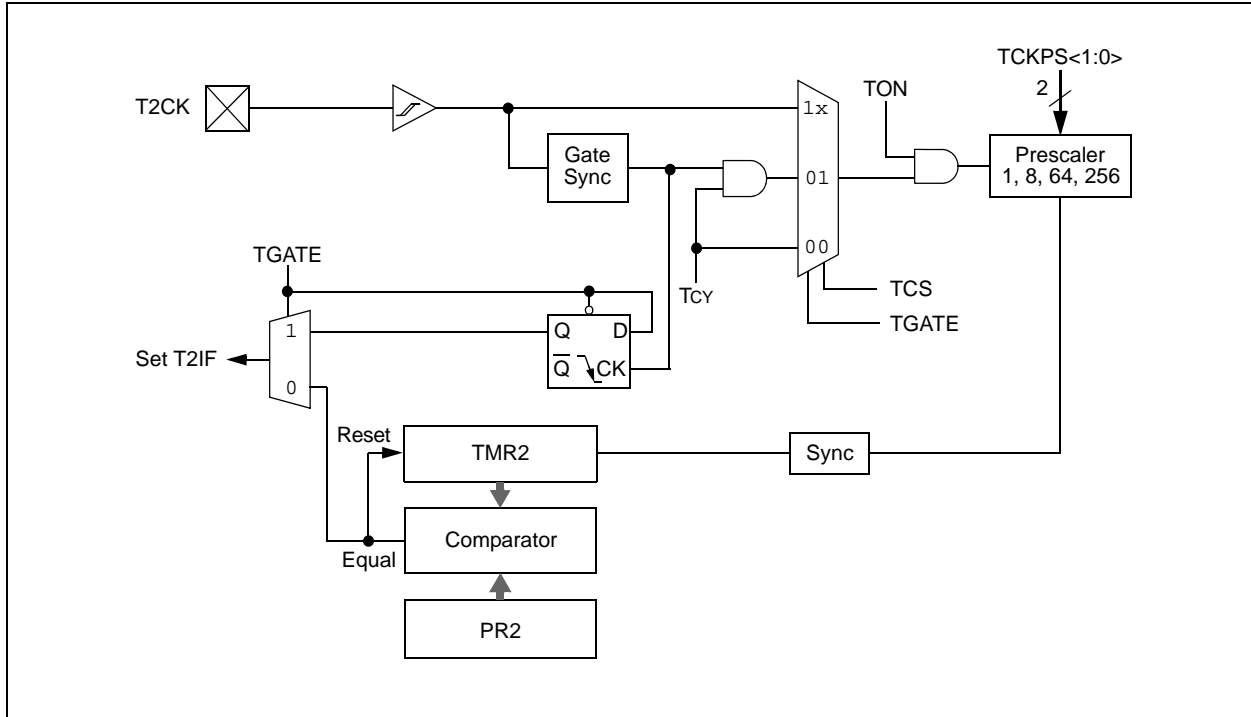 TCKPS<1:0>
2
T2CK
1x
TON
Prescaler
1, 8, 64, 256
Gate
Sync
01
00
TGATE
TCY
TCS
TGATE
1
Q D
Set T2IF
Q CK
0
Reset
TMR2
Sync
Equal
Comparator
PR2